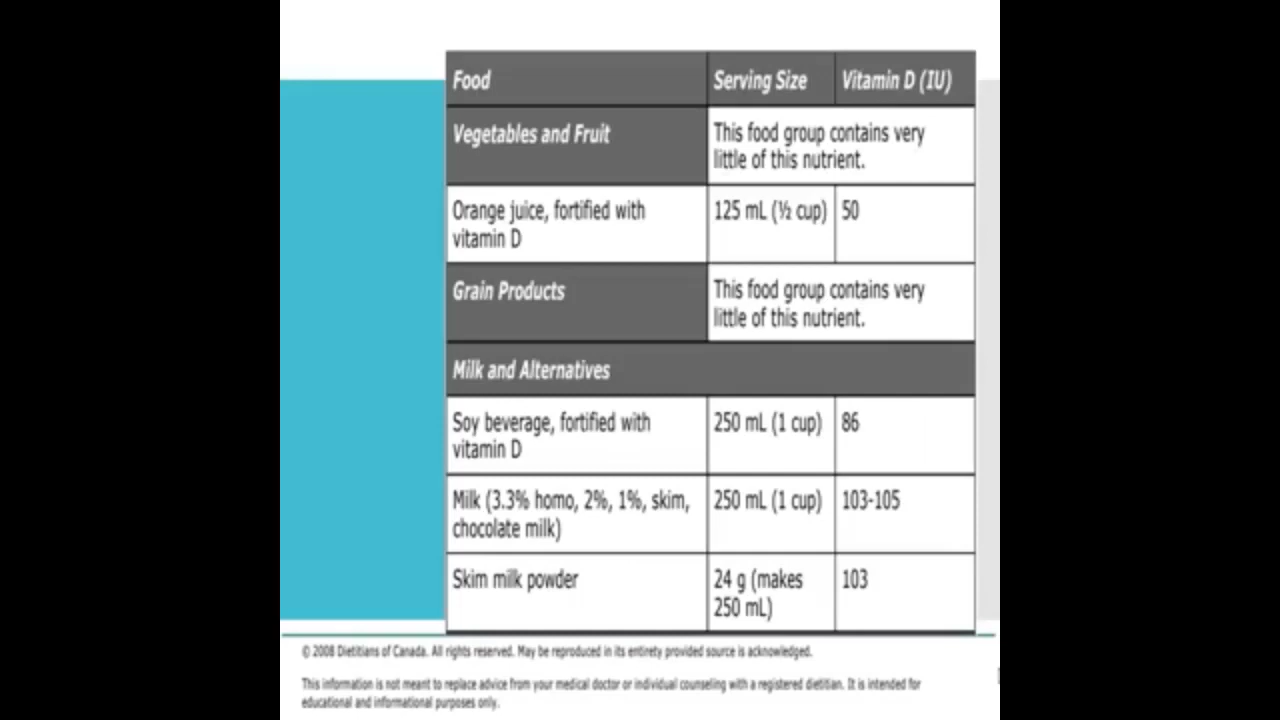 Food Serving Size Vitamin D (IU)
Vegetables and Fruit This food group contains very
little of this nutrient.
Orange juice, fortified with 125 mL (½ cup) 50
vitamin D
Grain Products This food group contains very
little of this nutrient.
Milk and Alternatives
Soy beverage, fortified with 250 mL (1 cup) 86
vitamin D
Milk (3.3% homo, 2%, 1%, skim, 250 mL (1 cup) 103-105
chocolate milk)
Skim milk powder 24 g (makes 103
250 mL)
© 2008 Dietitians of Canada. All rights reserved. May be reproduced in its entirety provided source is acknowledged.
This information is not meant to replace advice from your medical doctor or individual counseling with a registered dietitian. It is intended for
educational and informational purposes only.